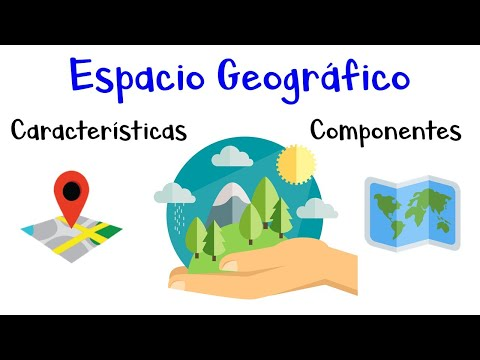 Espacio Geográfico
Características
Componentes